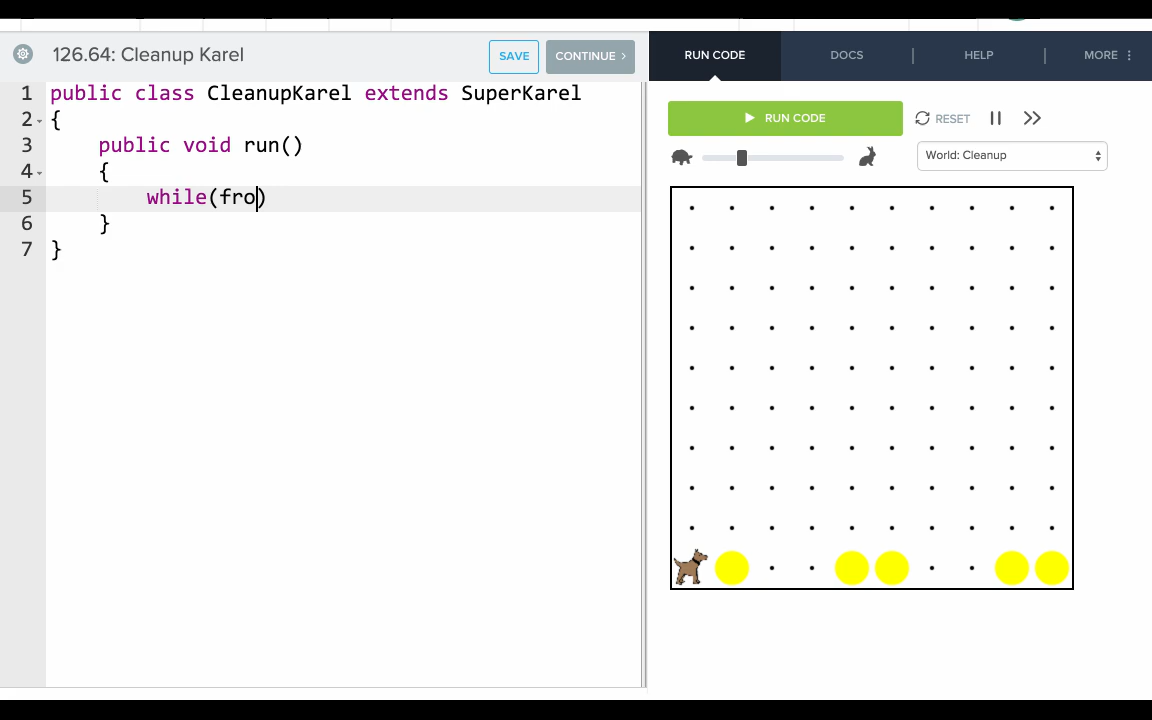 126.64: Cleanup Karel
SAVE
CONTINUE
1 public class CleanupKarel extends SuperKarel
2 {
3 public void run()
4 {
5 while(fro)
6 }
7 }
RUN CODE
DOCS
HELP
MORE
RUN CODE
RESET
World: Cleanup